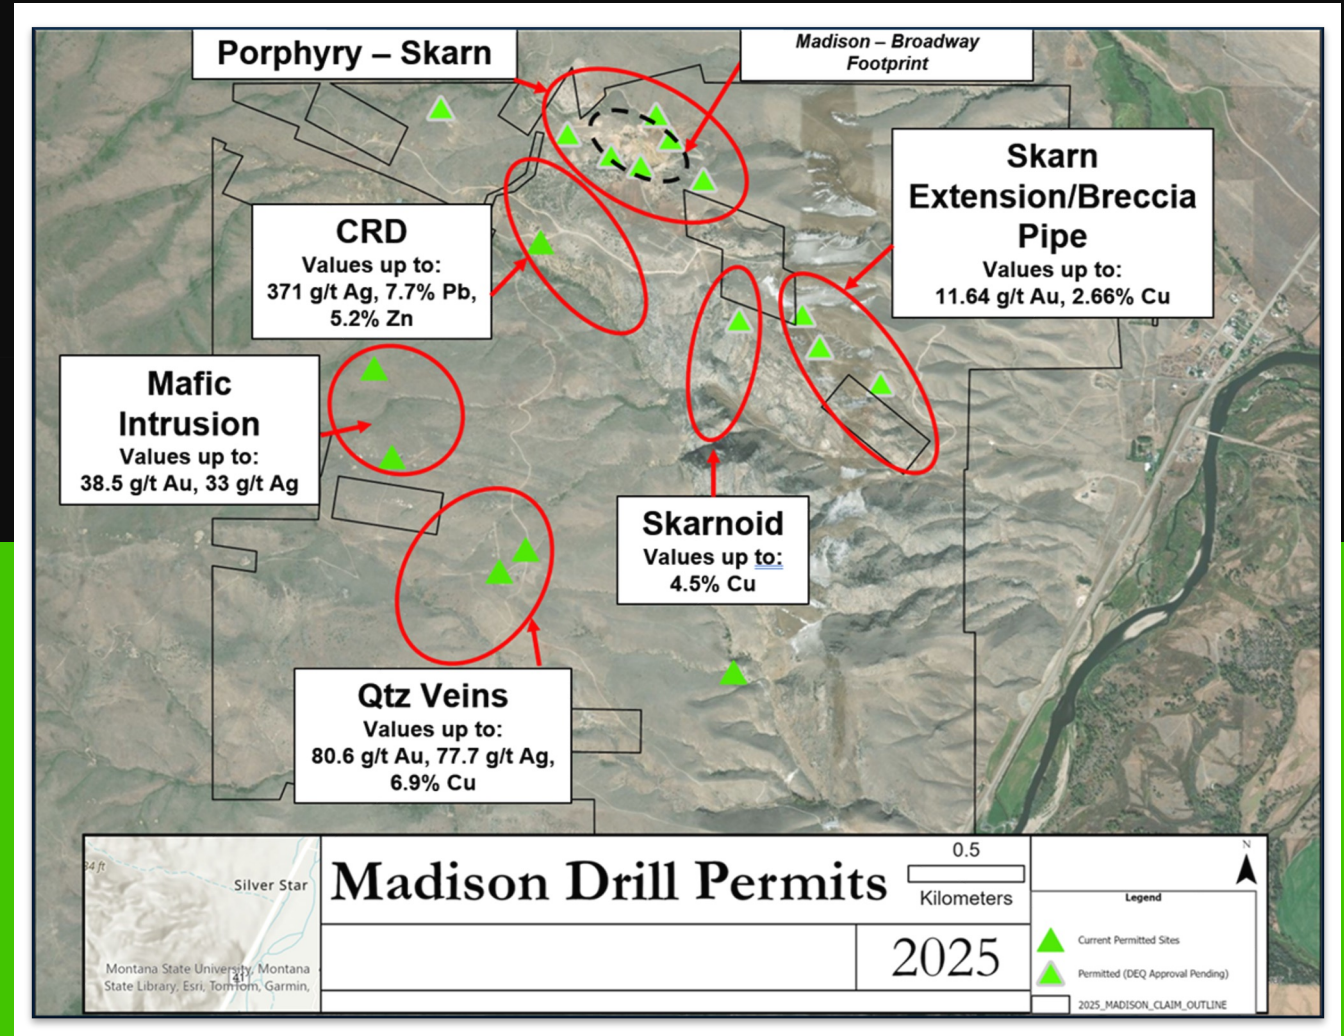 Porphyry – Skarn
Madison – Broadway
Footprint
Skarn
Extension/Breccia
Pipe
Values up to:
11.64 g/t Au, 2.66% Cu
CRD
Values up to:
371 g/t Ag, 7.7% Pb,
5.2% Zn
Mafic
Intrusion
Values up to:
38.5 g/t Au, 33 g/t Ag
Skarnoid
Values up to:
4.5% Cu
Qtz Veins
Values up to:
80.6 g/t Au, 77.7 g/t Ag,
6.9% Cu
34 ft
Silver Star
41
Montana State University, Montana
State Library, Esri, TomTom, Garmin,
Madison Drill Permits
2025
0.5
Kilometers
N
Legend
Current Permitted Sites
Permitted (DEQ Approval Pending)
2025_MADISON_CLAIM_OUTLINE